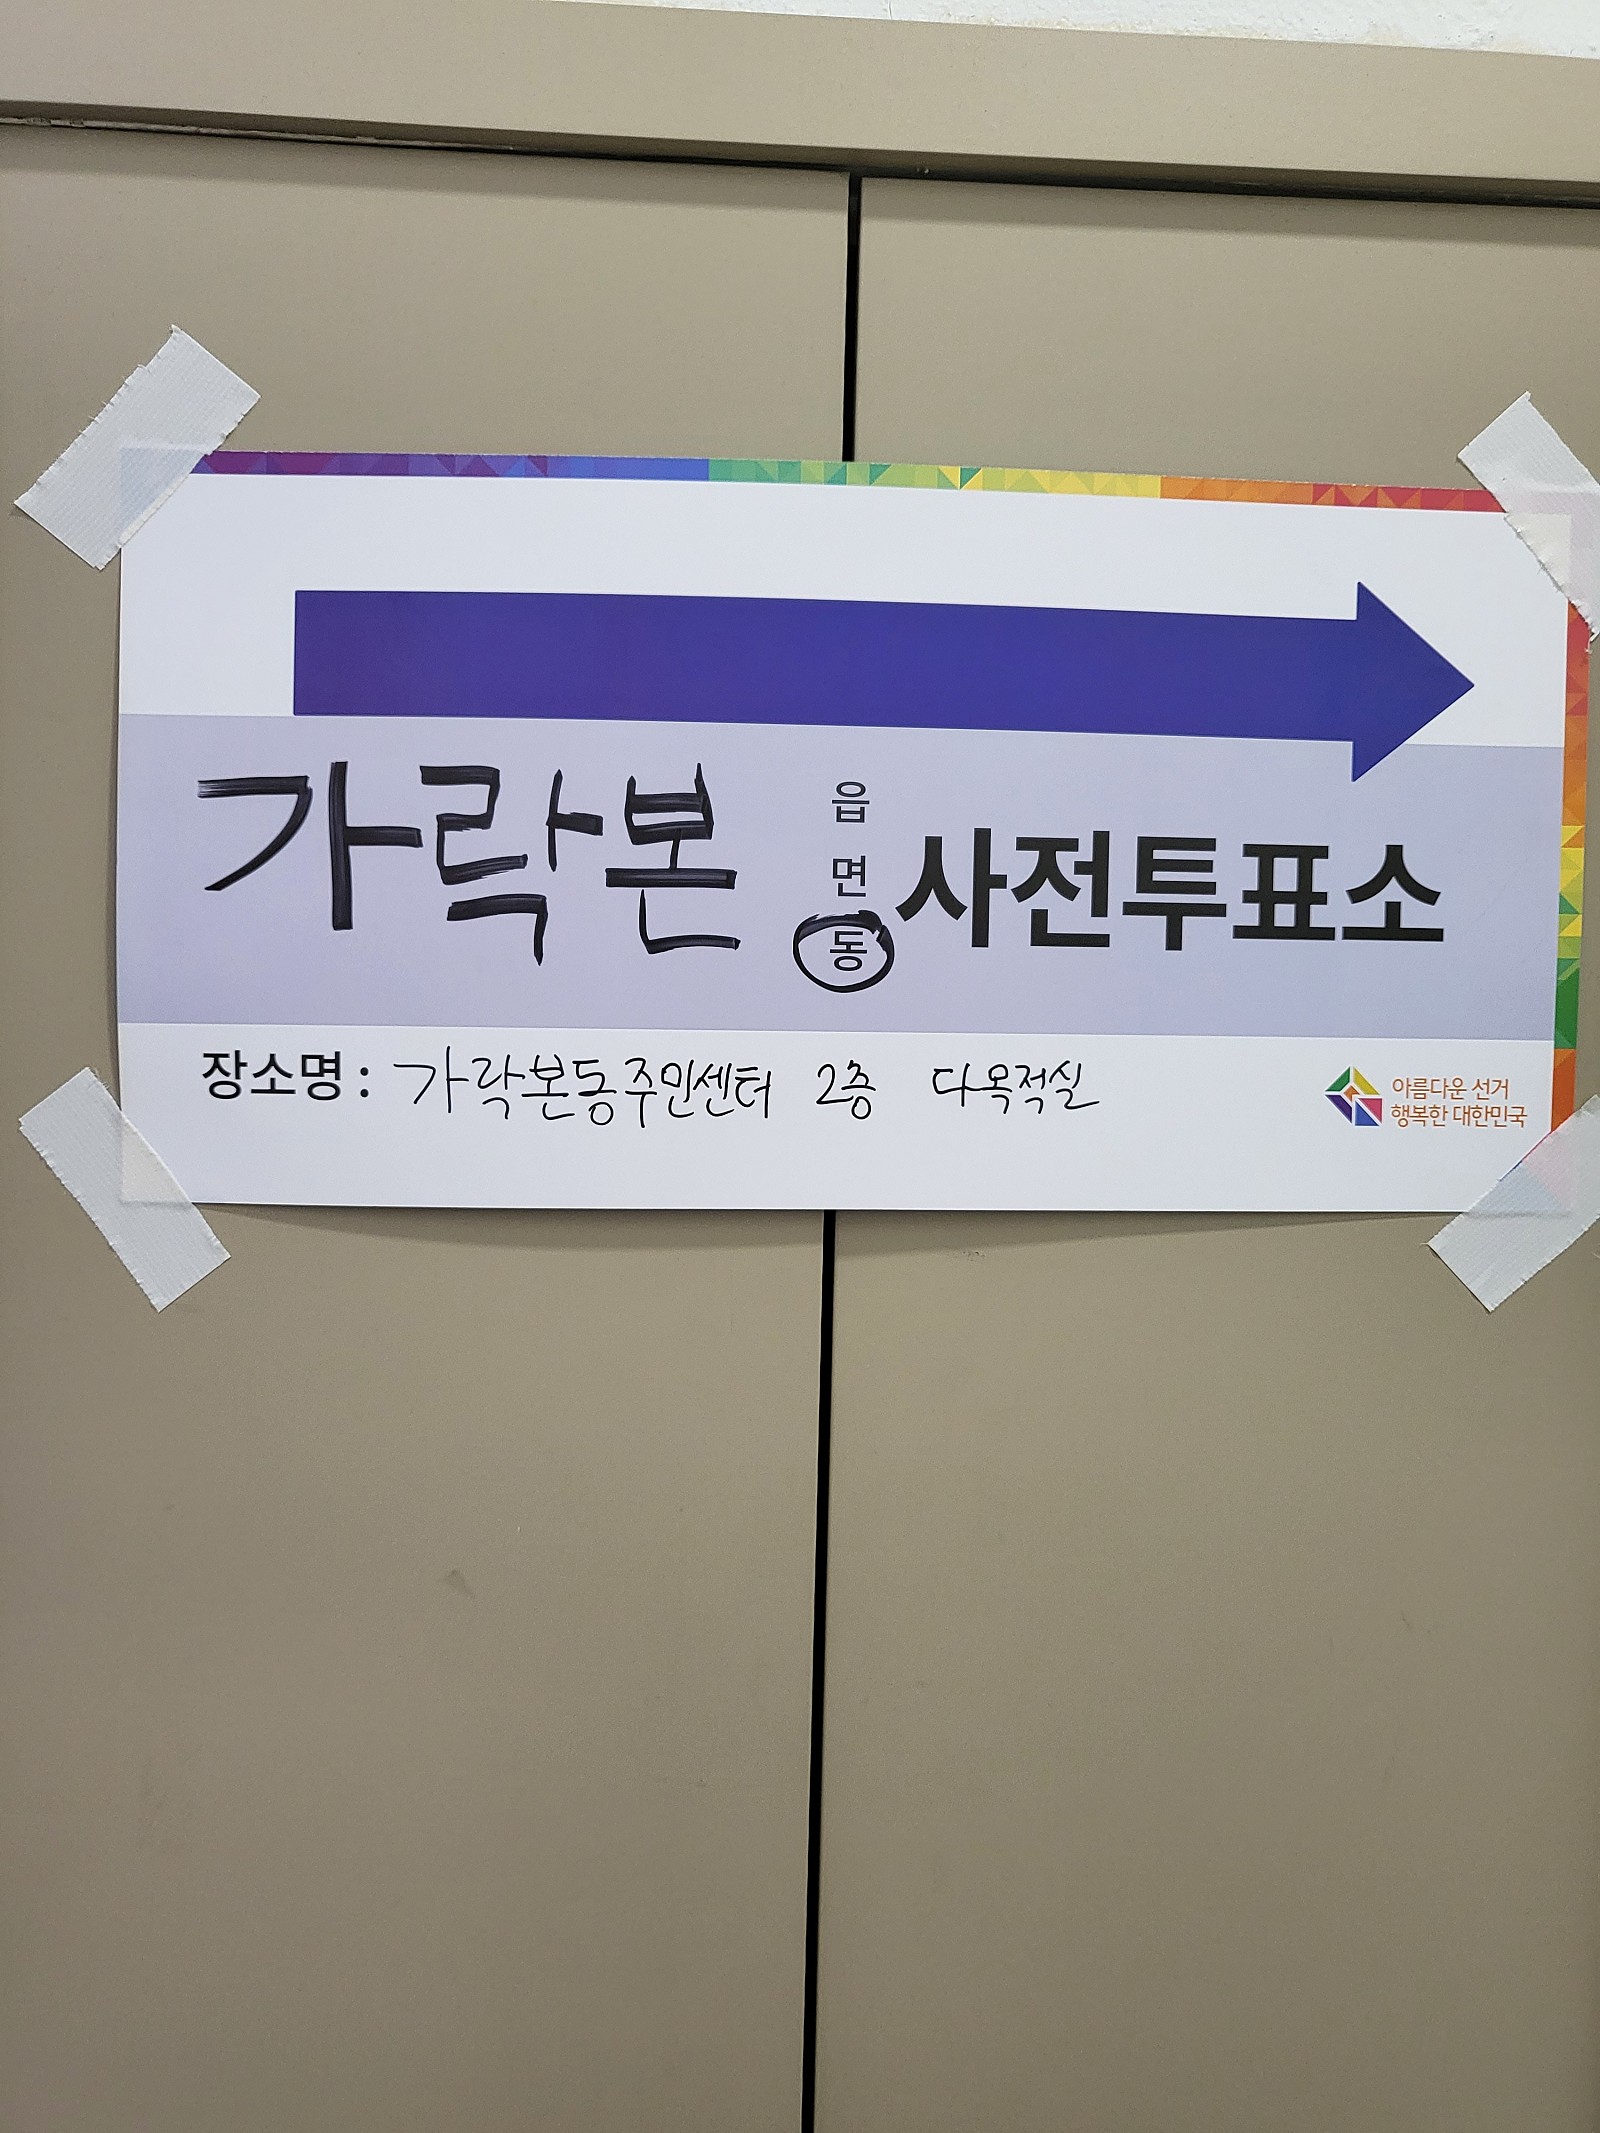 가락본 읍 면 동 사전투표소
장소명 : 가락본동주민센터 2층 다목적실
아름다운 선거
행복한 대한민국